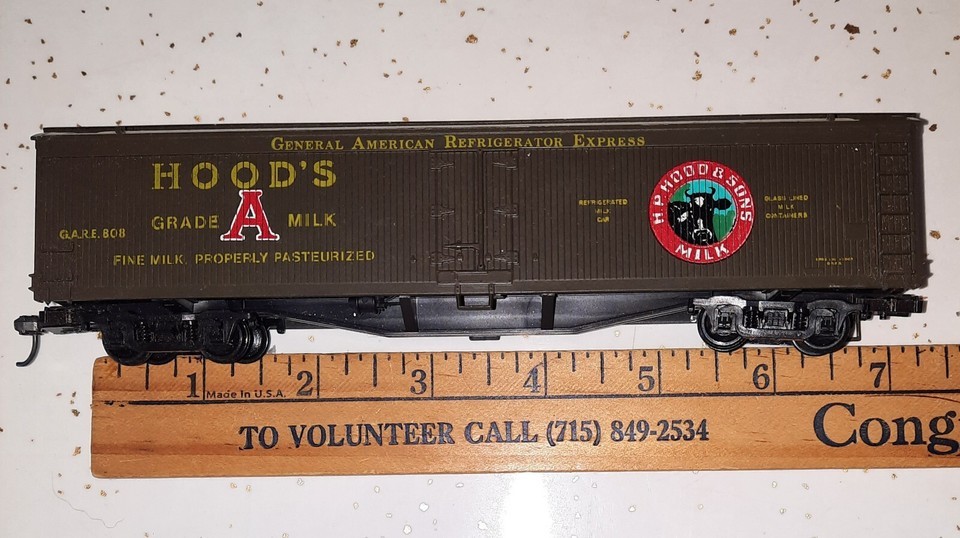 GENERAL AMERICAN REFRIGERATOR EXPRESS
HOOD'S
GRADE A MILK
G.A.R.E. 808
FINE MILK. PROPERLY PASTEURIZED
REFRIGERATED
MILK
CAR
H.P. HOOD & SONS
MILK
GLASS LINED
MILK
CONTAINERS
1 2 3 4 5 6 7
Made in U.S.A.
TO VOLUNTEER CALL (715) 849-2534
Cong